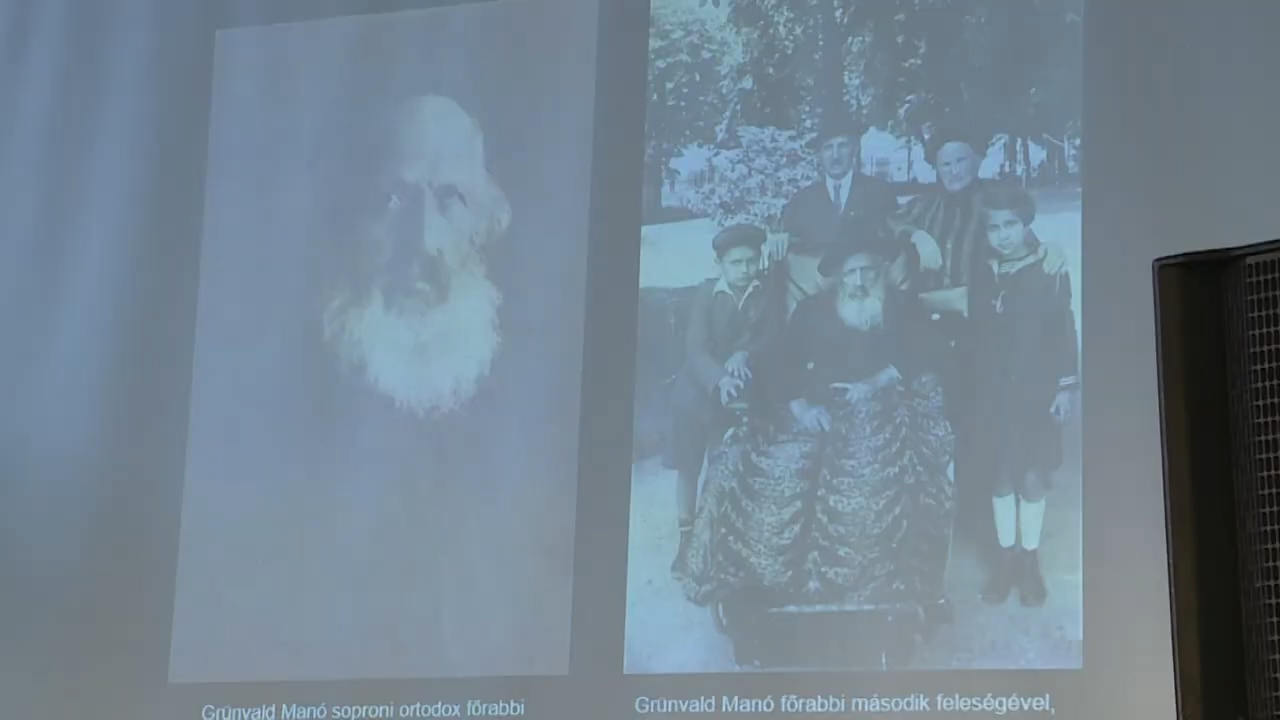 Grünvald Manó soproni ortodox főrabbi
Grünvald Manó főrabbi második feleségével,